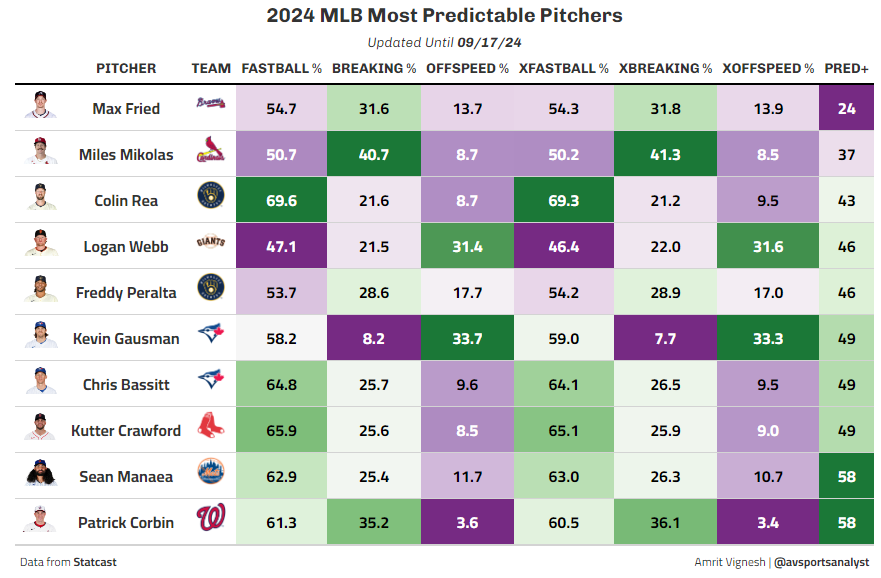 2024 MLB Most Predictable Pitchers
Updated Until 09/17/24
PITCHER TEAM FASTBALL % BREAKING % OFFSPEED % XFASTBALL % XBREAKING % XOFFSPEED % PRED+
Max Fried Braves 54.7 31.6 13.7 54.3 31.8 13.9 24
Miles Mikolas Cardinals 50.7 40.7 8.7 50.2 41.3 8.5 37
Colin Rea 69.6 21.6 8.7 69.3 21.2 9.5 43
Logan Webb GIANTS 47.1 21.5 31.4 46.4 22.0 31.6 46
Freddy Peralta 53.7 28.6 17.7 54.2 28.9 17.0 46
Kevin Gausman 58.2 8.2 33.7 59.0 7.7 33.3 49
Chris Bassitt 64.8 25.7 9.6 64.1 26.5 9.5 49
Kutter Crawford 65.9 25.6 8.5 65.1 25.9 9.0 49
Sean Manaea Mets 62.9 25.4 11.7 63.0 26.3 10.7 58
Patrick Corbin W 61.3 35.2 3.6 60.5 36.1 3.4 58
Data from Statcast
Amrit Vignesh | @avsportsanalyst